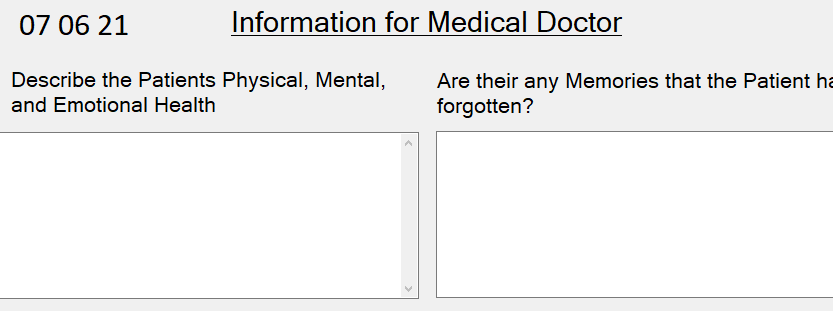 07 06 21
Information for Medical Doctor
Describe the Patients Physical, Mental,
and Emotional Health
Are their any Memories that the Patient ha
forgotten?